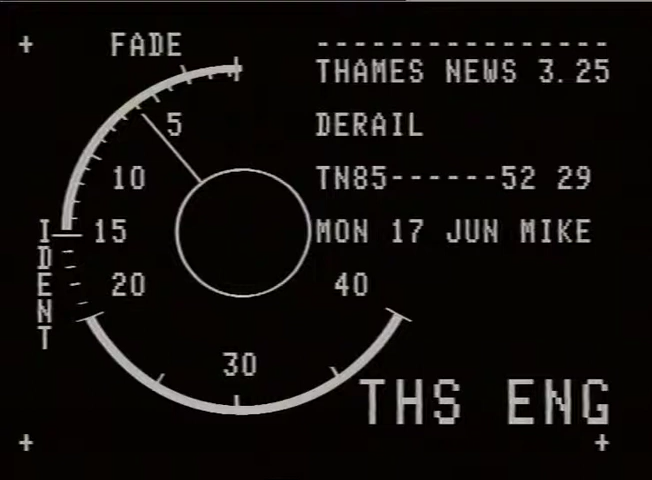 FADE
5
10
15
20
30
40
IDENT
----------------
THAMES NEWS 3.25
DERAIL
TN85------52 29
MON 17 JUN MIKE
THS ENG